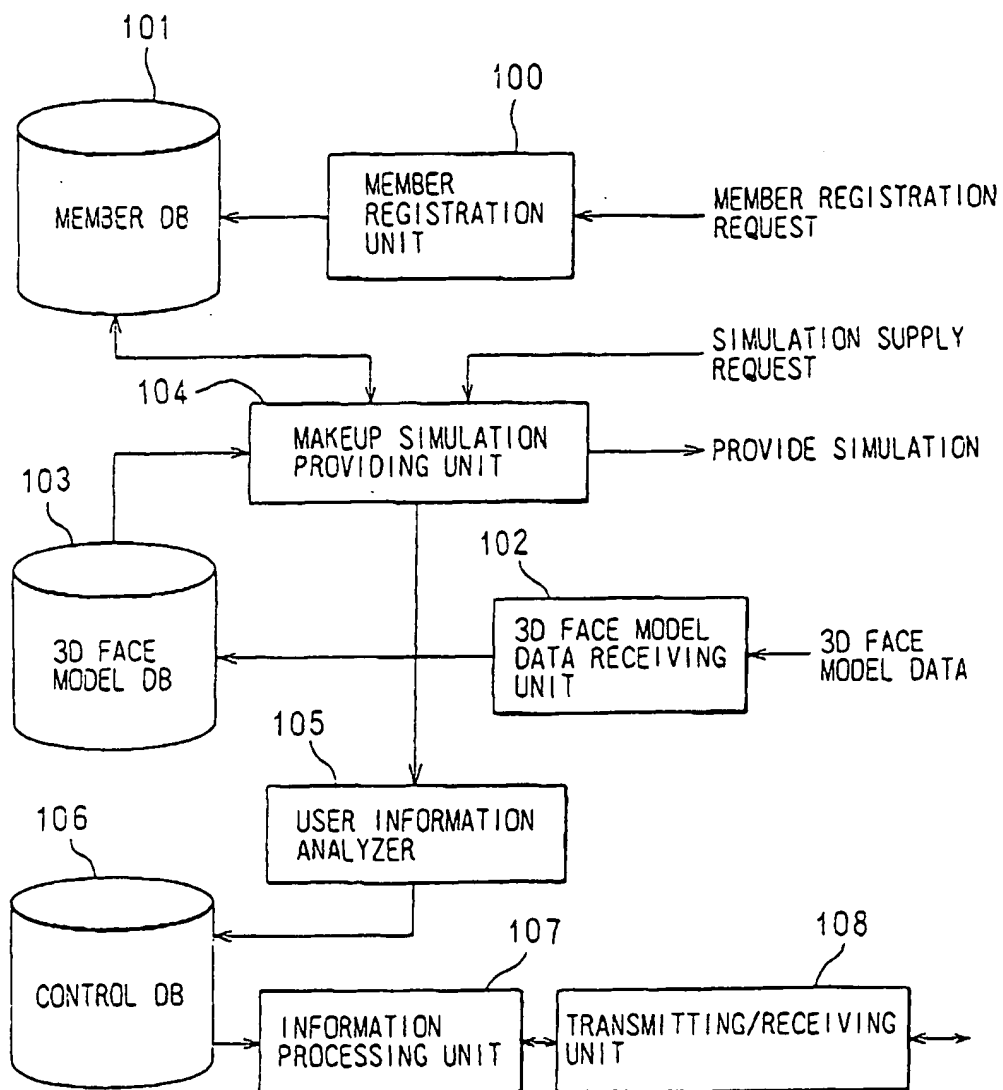 101
100
MEMBER DB
MEMBER
REGISTRATION
UNIT
MEMBER REGISTRATION
REQUEST
SIMULATION SUPPLY
REQUEST
104
MAKEUP SIMULATION
PROVIDING UNIT
PROVIDE SIMULATION
103
102
3D FACE
MODEL DB
3D FACE MODEL
DATA RECEIVING
UNIT
3D FACE
MODEL DATA
105
USER INFORMATION
ANALYZER
106
107
108
CONTROL DB
INFORMATION
PROCESSING UNIT
TRANSMITTING/RECEIVING
UNIT